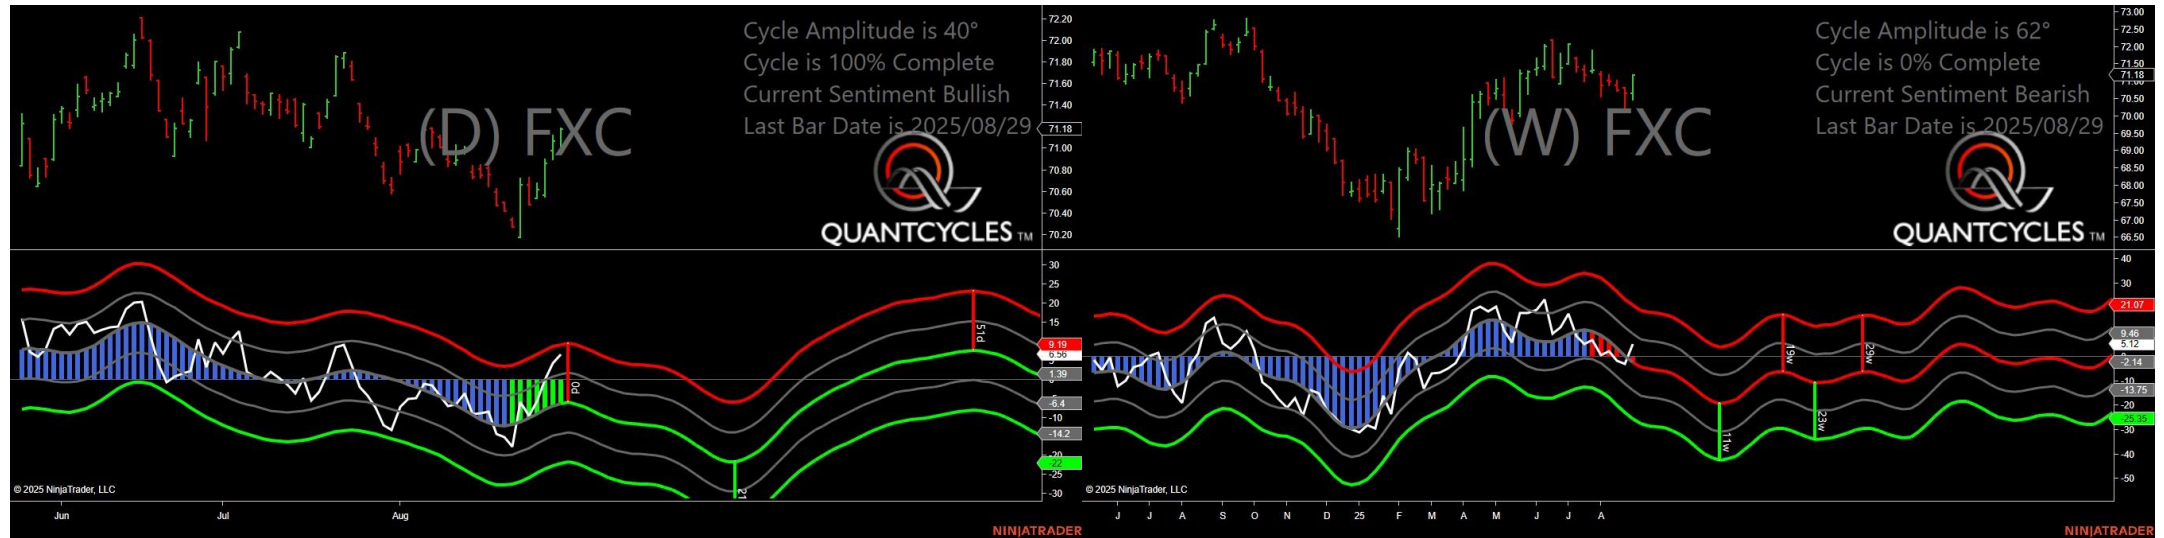 Cycle Amplitude is 40°
Cycle is 100% Complete
Current Sentiment Bullish
Last Bar Date is 2025/08/29
(D) FXC
QUANTCYCLES TM
72.20
72.00
71.80
71.60
71.40
71.18
71.00
70.80
70.60
70.40
70.20
30
25
20
15
9.19
6.56
1.39
-6.4
-10
-14.2
-20
-22
-25
-30
0d
21
51d
© 2025 NinjaTrader, LLC
Jun
Jul
Aug
NINJATRADER
Cycle Amplitude is 62°
Cycle is 0% Complete
Current Sentiment Bearish
Last Bar Date is 2025/08/29
(W) FXC
QUANTCYCLES TM
73.00
72.50
72.00
71.50
71.18
70.50
70.00
69.50
69.00
68.50
68.00
67.50
67.00
66.50
40
30
21.07
9.46
5.12
-2.14
-10
-13.75
-20
-25.35
-30
-40
-50
11w
19w
23w
29w
© 2025 NinjaTrader, LLC
J
J
A
S
O
N
D
25
F
M
A
M
J
J
A
NINJATRADER